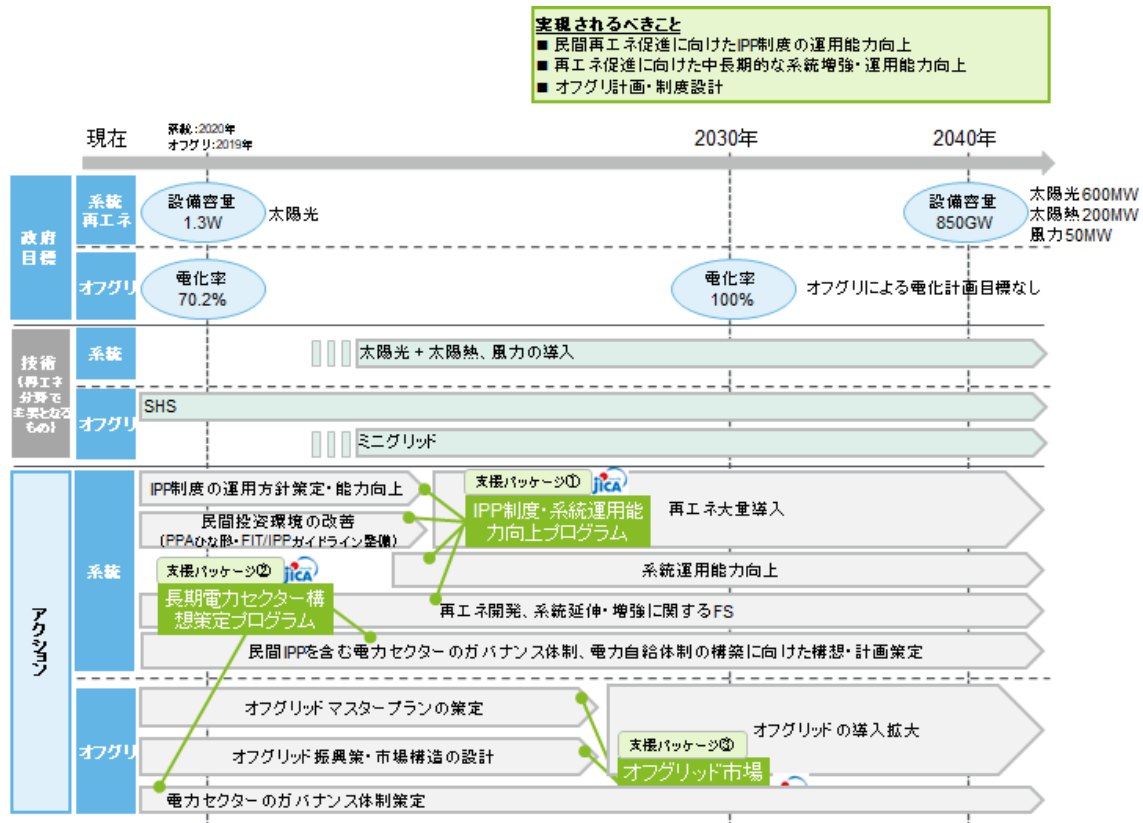 実現されるべきこと
■ 民間再エネ促進に向けたIPP制度の運用能力向上
■ 再エネ促進に向けた中長期的な系統増強・運用能力向上
■ オフグリ計画・制度設計
現在
系統:2020年
オフグリ:2019年
2030年
2040年
政府
目標
系統
再エネ
設備容量
1.3W
太陽光
設備容量
850GW
太陽光600MW
太陽熱200MW
風力50MW
オフグリ
電化率
70.2%
電化率
100%
オフグリによる電化計画目標なし
技術
(再エネ
分野で
主要となる
もの)
系統
太陽光 + 太陽熱、風力の導入
オフグリ
SHS
ミニグリッド
アクション
系統
IPP制度の運用方針策定・能力向上
支援パッケージ①
jICA
IPP制度・系統運用能
力向上プログラム
再エネ大量導入
民間投資環境の改善
(PPAひな形・FIT/IPPガイドライン整備)
支援パッケージ②
jICA
長期電力セクター構
想策定プログラム
系統運用能力向上
再エネ開発、系統延伸・増強に関するFS
民間IPPを含む電力セクターのガバナンス体制、電力自給体制の構築に向けた構想・計画策定
オフグリ
オフグリッドマスタープランの策定
オフグリッド振興策・市場構造の設計
オフグリッドの導入拡大
支援パッケージ③
オフグリッド市場
電力セクターのガバナンス体制策定